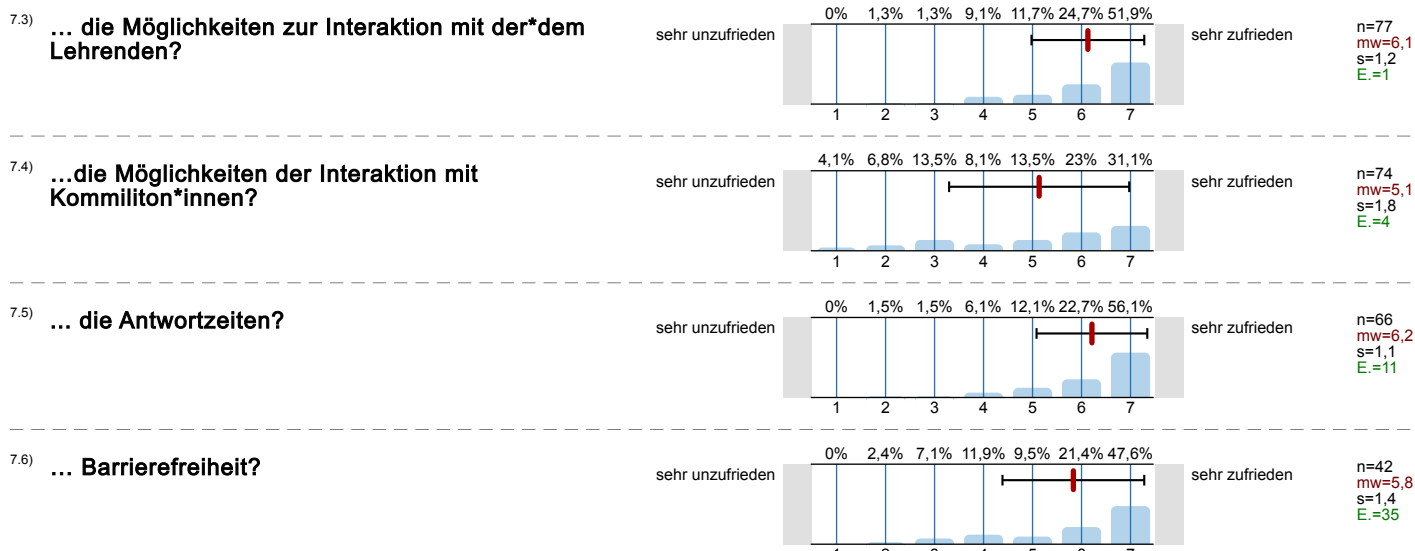 7.3)
... die Möglichkeiten zur Interaktion mit der*dem
Lehrenden?
sehr unzufrieden
0% 1,3% 1,3% 9,1% 11,7% 24,7% 51,9%
1 2 3 4 5 6 7
sehr zufrieden
n=77
mw=6,1
s=1,2
E.=1
7.4)
...die Möglichkeiten der Interaktion mit
Kommiliton*innen?
sehr unzufrieden
4,1% 6,8% 13,5% 8,1% 13,5% 23% 31,1%
1 2 3 4 5 6 7
sehr zufrieden
n=74
mw=5,1
s=1,8
E.=4
7.5)
... die Antwortzeiten?
sehr unzufrieden
0% 1,5% 1,5% 6,1% 12,1% 22,7% 56,1%
1 2 3 4 5 6 7
sehr zufrieden
n=66
mw=6,2
s=1,1
E.=11
7.6)
... Barrierefreiheit?
sehr unzufrieden
0% 2,4% 7,1% 11,9% 9,5% 21,4% 47,6%
1 2 3 4 5 6 7
sehr zufrieden
n=42
mw=5,8
s=1,4
E.=35